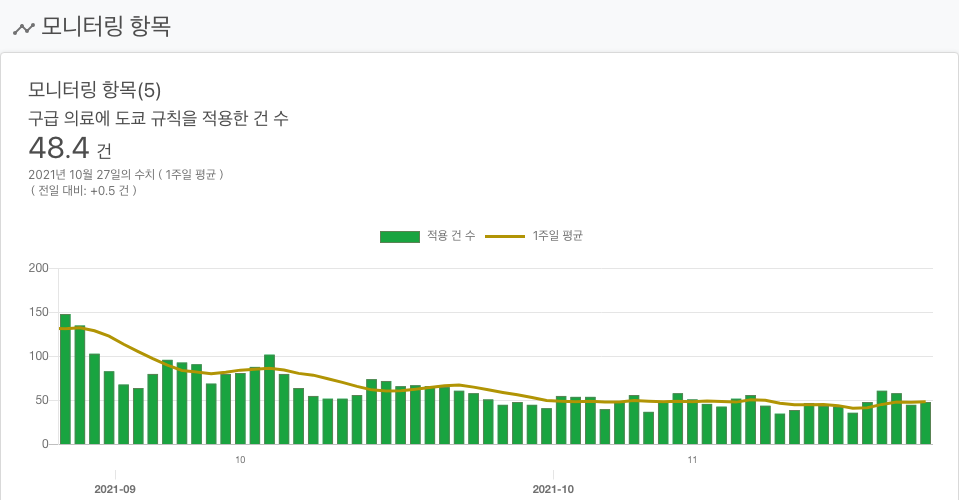 모니터링 항목
모니터링 항목(5)
구급 의료에 도쿄 규칙을 적용한 건 수
48.4 건
2021년 10월 27일의 수치 ( 1주일 평균 )
( 전일 대비: +0.5 건 )
적용 건 수 1주일 평균
200
150
100
50
0
10 11
2021-09 2021-10